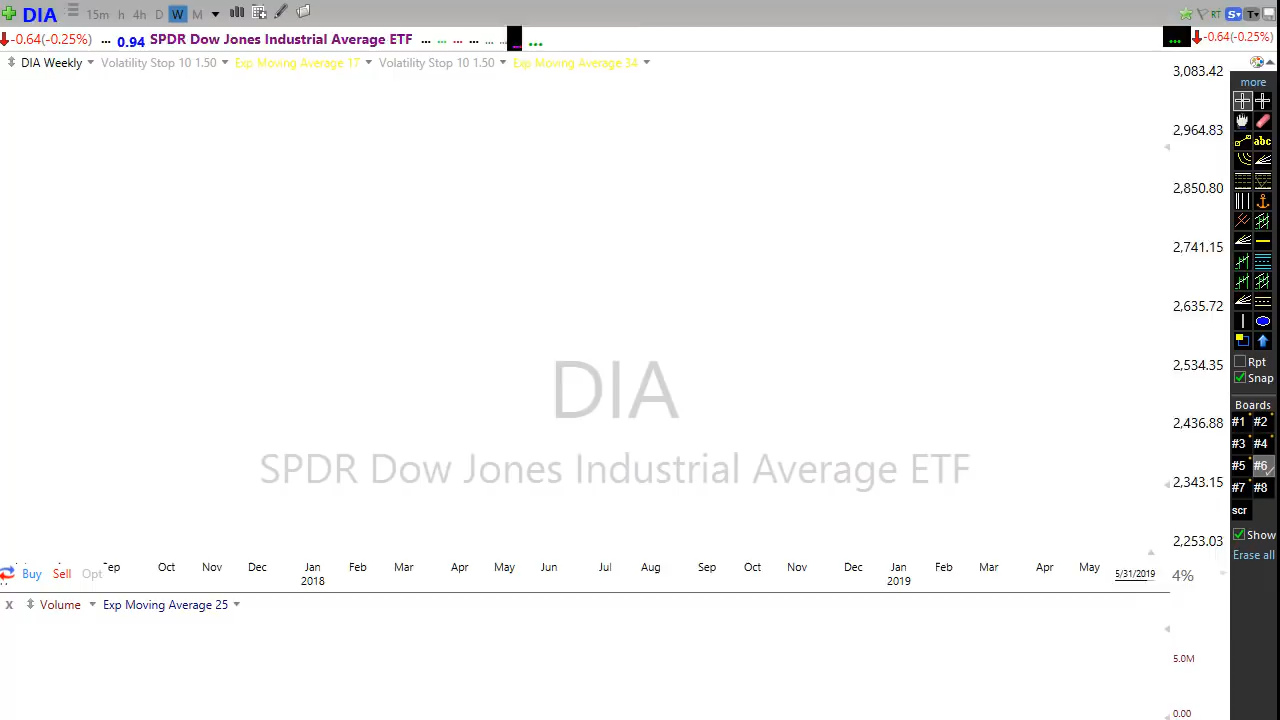 DIA 15m h 4h D W M RT S T
-0.64(-0.25%) ... 0.94 SPDR Dow Jones Industrial Average ETF ... ... ... ... ... ... ... ... -0.64(-0.25%)
DIA Weekly Volatility Stop 10 1.50 Exp Moving Average 17 Volatility Stop 10 1.50 Exp Moving Average 34
3,083.42
more
2,964.83
abc
2,850.80
2,741.15
2,635.72
2,534.35
Rpt
Snap
DIA
Boards
#1 #2
2,436.88
#3 #4
SPDR Dow Jones Industrial Average ETF
#5 #6
2,343.15
#7 #8
scr
Show
2,253.03
Erase all
Oct Nov Dec Jan Feb Mar Apr May Jun Jul Aug Sep Oct Nov Dec Jan Feb Mar Apr May
Buy Sell Opt 2018 2019 5/31/2019 4%
X Volume Exp Moving Average 25
5.0M
0.00